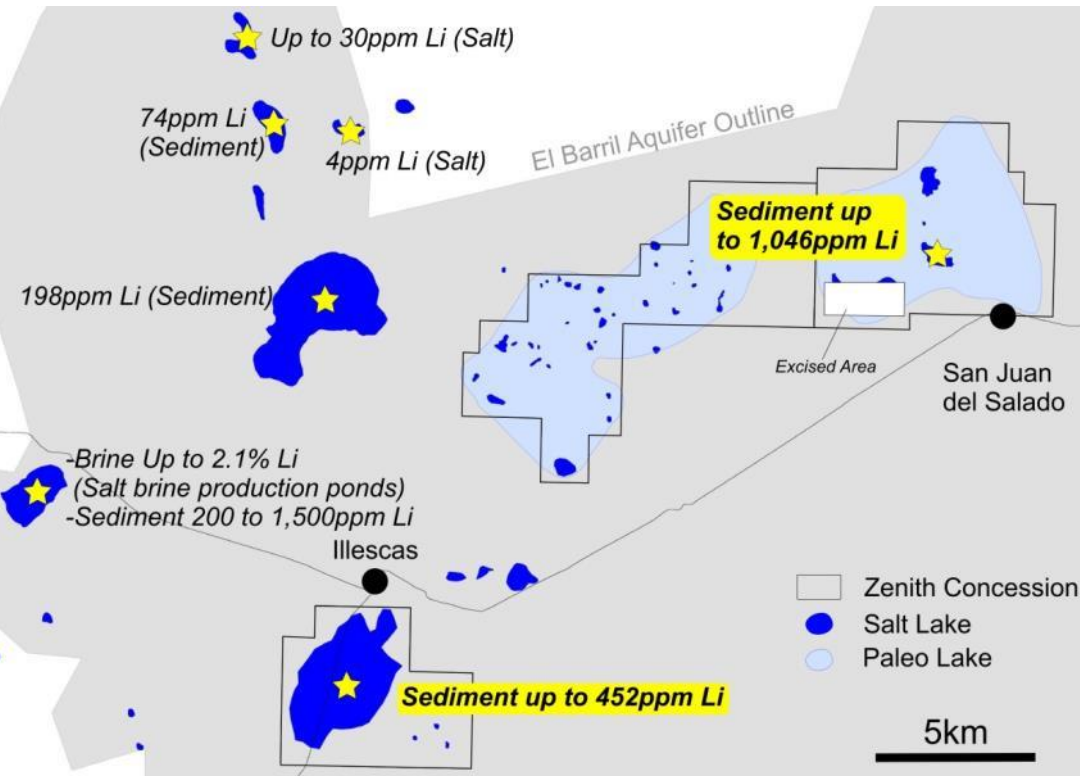 Up to 30ppm Li (Salt)
74ppm Li
(Sediment)
4ppm Li (Salt)
El Barril Aquifer Outline
Sediment up
to 1,046ppm Li
198ppm Li (Sediment)
Excised Area
San Juan
del Salado
-Brine Up to 2.1% Li
(Salt brine production ponds)
-Sediment 200 to 1,500ppm Li
Illescas
Zenith Concession
Salt Lake
Paleo Lake
Sediment up to 452ppm Li
5km